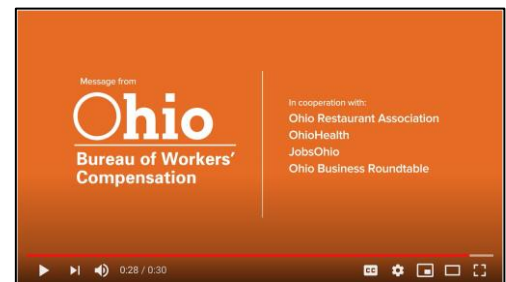 Message from
Ohio
Bureau of Workers'
Compensation
In cooperation with:
Ohio Restaurant Association
OhioHealth
JobsOhio
Ohio Business Roundtable
0:28 / 0:30
CC